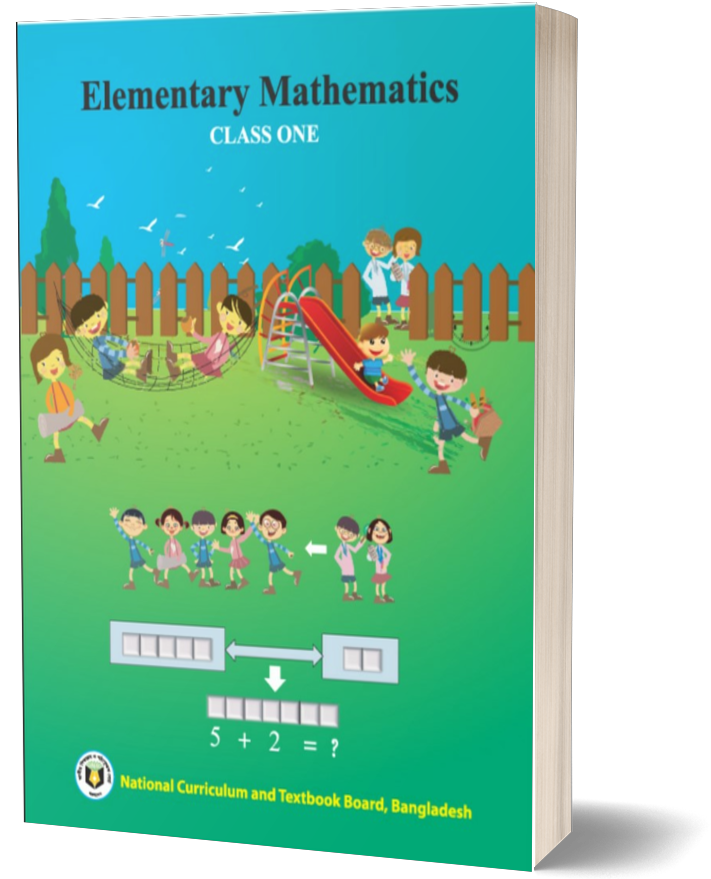 Elementary Mathematics
CLASS ONE
5 + 2 = ?
National Curriculum and Textbook Board, Bangladesh